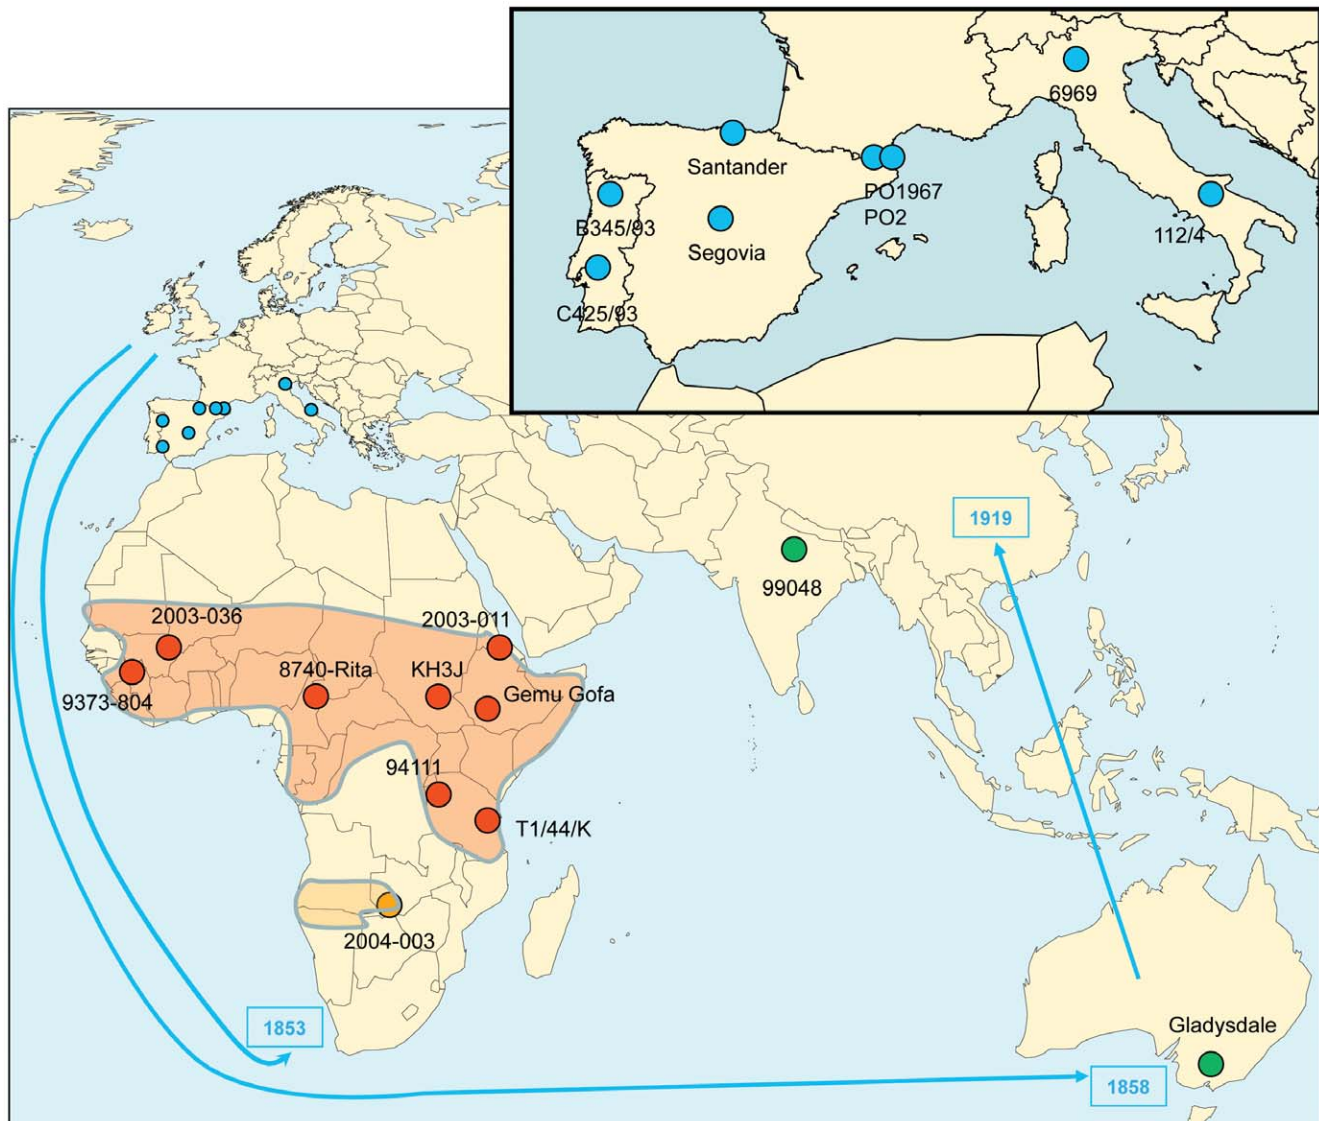 6969
Santander
PO1967
PO2
B345/93
Segovia
112/4
C425/93
1919
99048
2003-036
2003-011
8740-Rita
KH3J
Gemu Gofa
9373-804
94111
T1/44/K
2004-003
1853
Gladysdale
1858